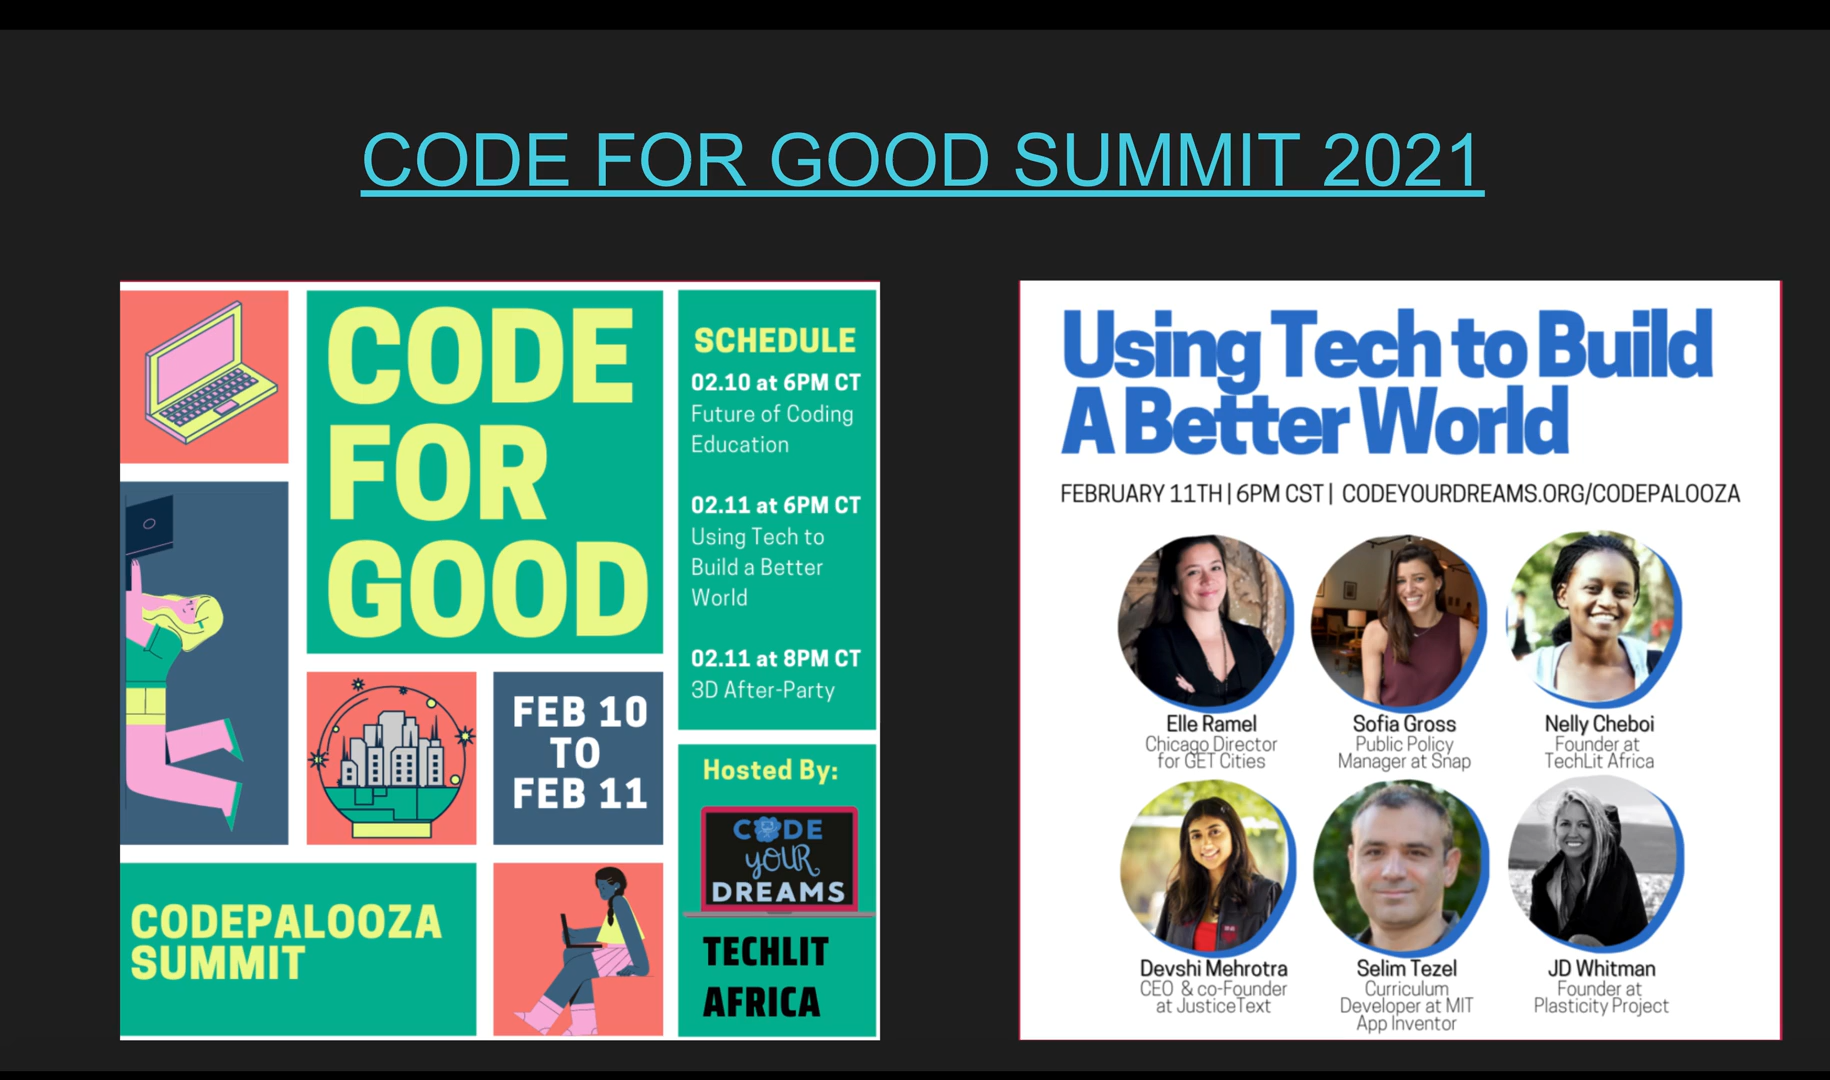 CODE FOR GOOD SUMMIT 2021
CODE
FOR
GOOD
FEB 10
TO
FEB 11
CODEPALOOZA
SUMMIT
SCHEDULE
02.10 at 6PM CT
Future of Coding
Education
02.11 at 6PM CT
Using Tech to
Build a Better
World
02.11 at 8PM CT
3D After-Party
Hosted By:
CODE
YOUR
DREAMS
TECHLIT
AFRICA
Using Tech to Build
A Better World
FEBRUARY 11TH | 6PM CST | CODEYOURDREAMS.ORG/CODEPALOOZA
Elle Ramel
Chicago Director
for GET Cities
Sofia Gross
Public Policy
Manager at Snap
Nelly Cheboi
Founder at
TechLit Africa
Devshi Mehrotra
CEO & co-Founder
at JusticeText
Selim Tezel
Curriculum
Developer at MIT
App Inventor
JD Whitman
Founder at
Plasticity Project